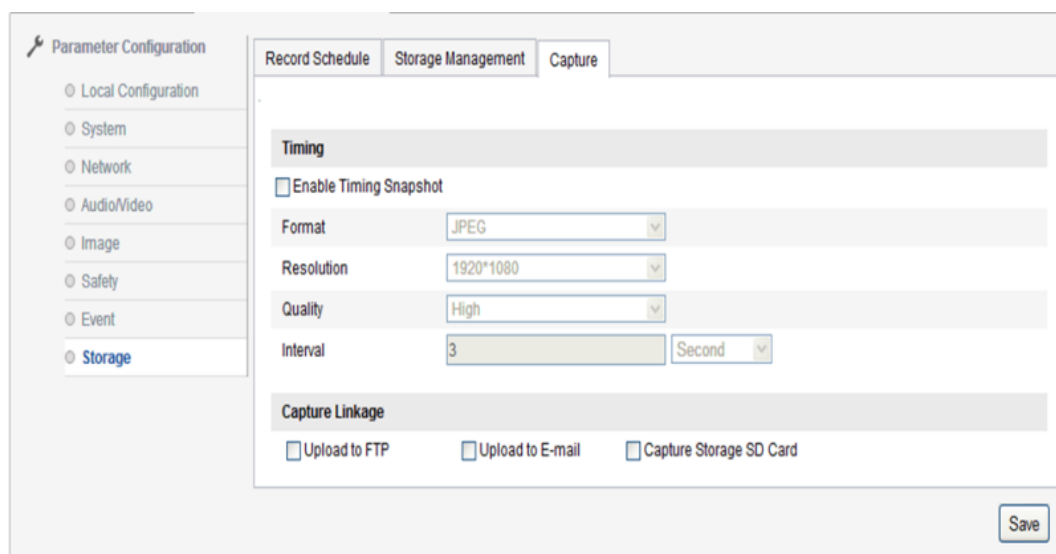 Parameter Configuration
Local Configuration
System
Network
Audio/Video
Image
Safety
Event
Storage
Record Schedule Storage Management Capture
Timing
Enable Timing Snapshot
Format JPEG
Resolution 1920*1080
Quality High
Interval 3 Second
Capture Linkage
Upload to FTP Upload to E-mail Capture Storage SD Card
Save